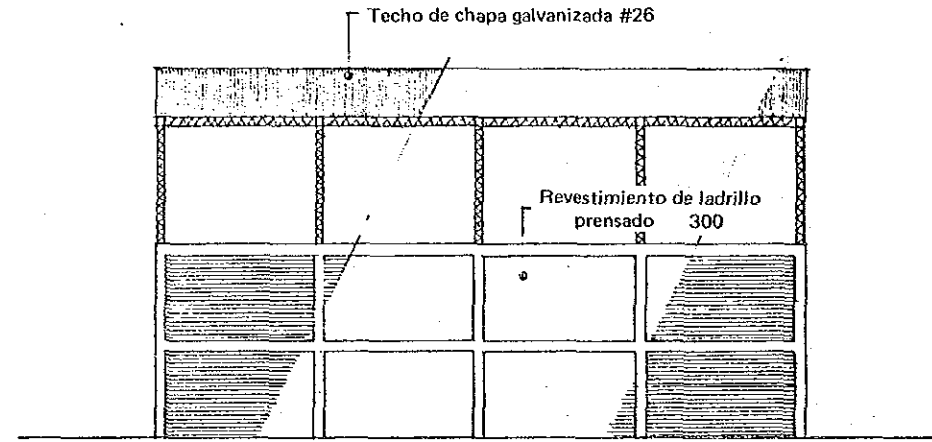 Techo de chapa galvanizada #26
Revestimiento de ladrillo
prensado 300